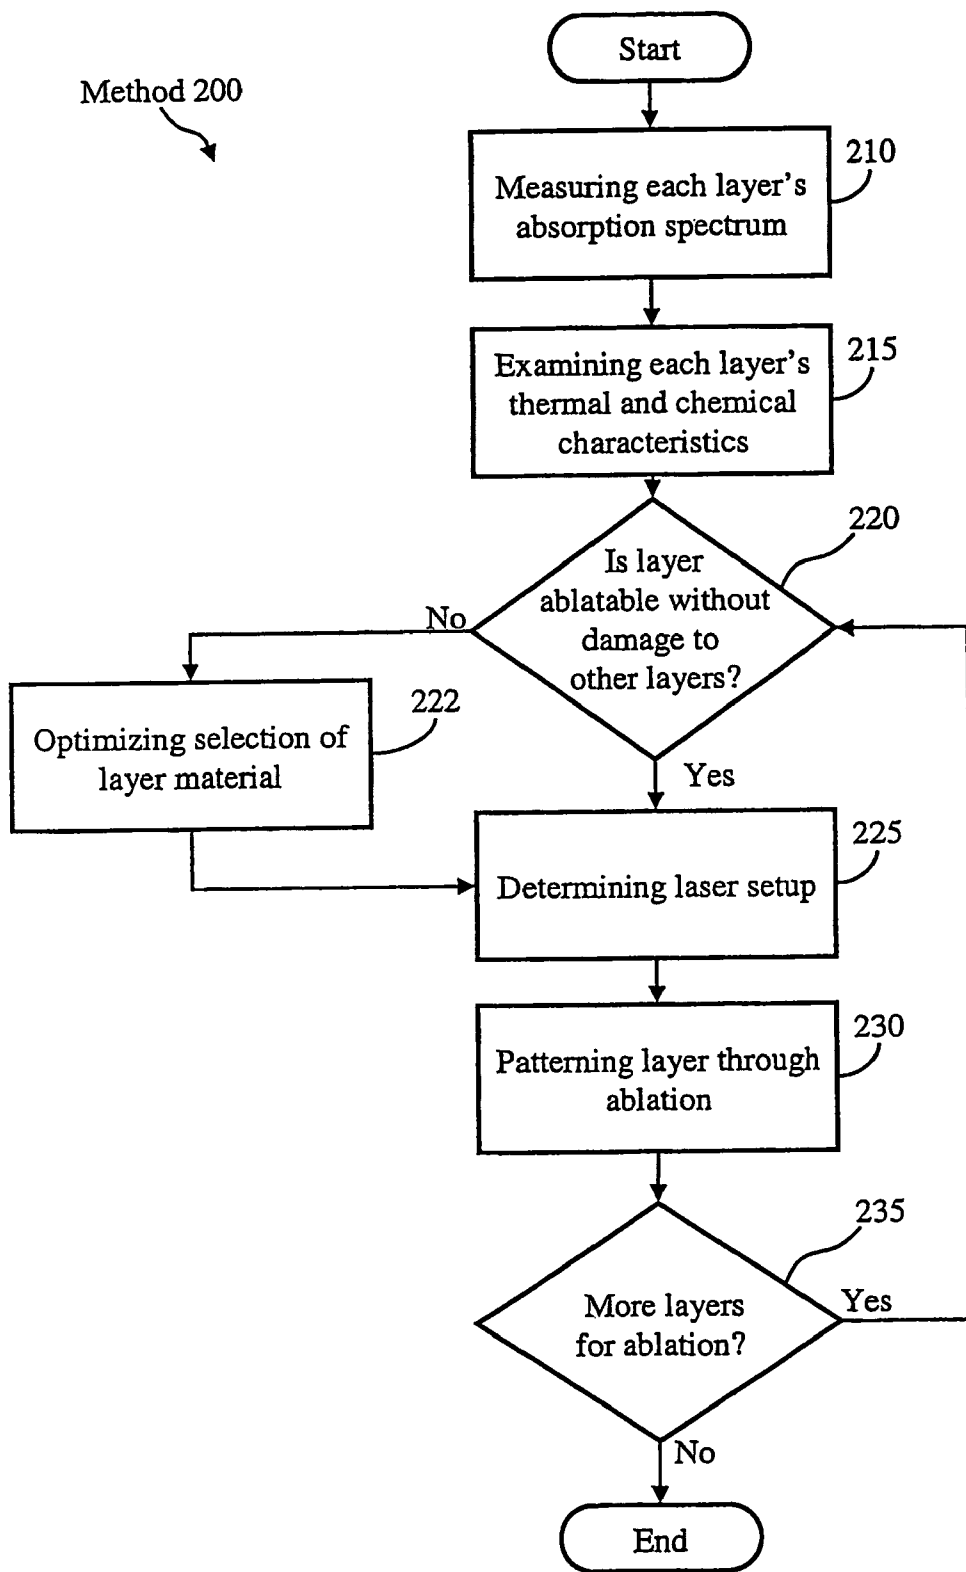 Start
Method 200
210
Measuring each layer's
absorption spectrum
215
Examining each layer's
thermal and chemical
characteristics
220
Is layer
ablatable without
damage to
other layers?
No
222
Optimizing selection of
layer material
Yes
225
Determining laser setup
230
Patterning layer through
ablation
235
More layers
for ablation?
Yes
No
End